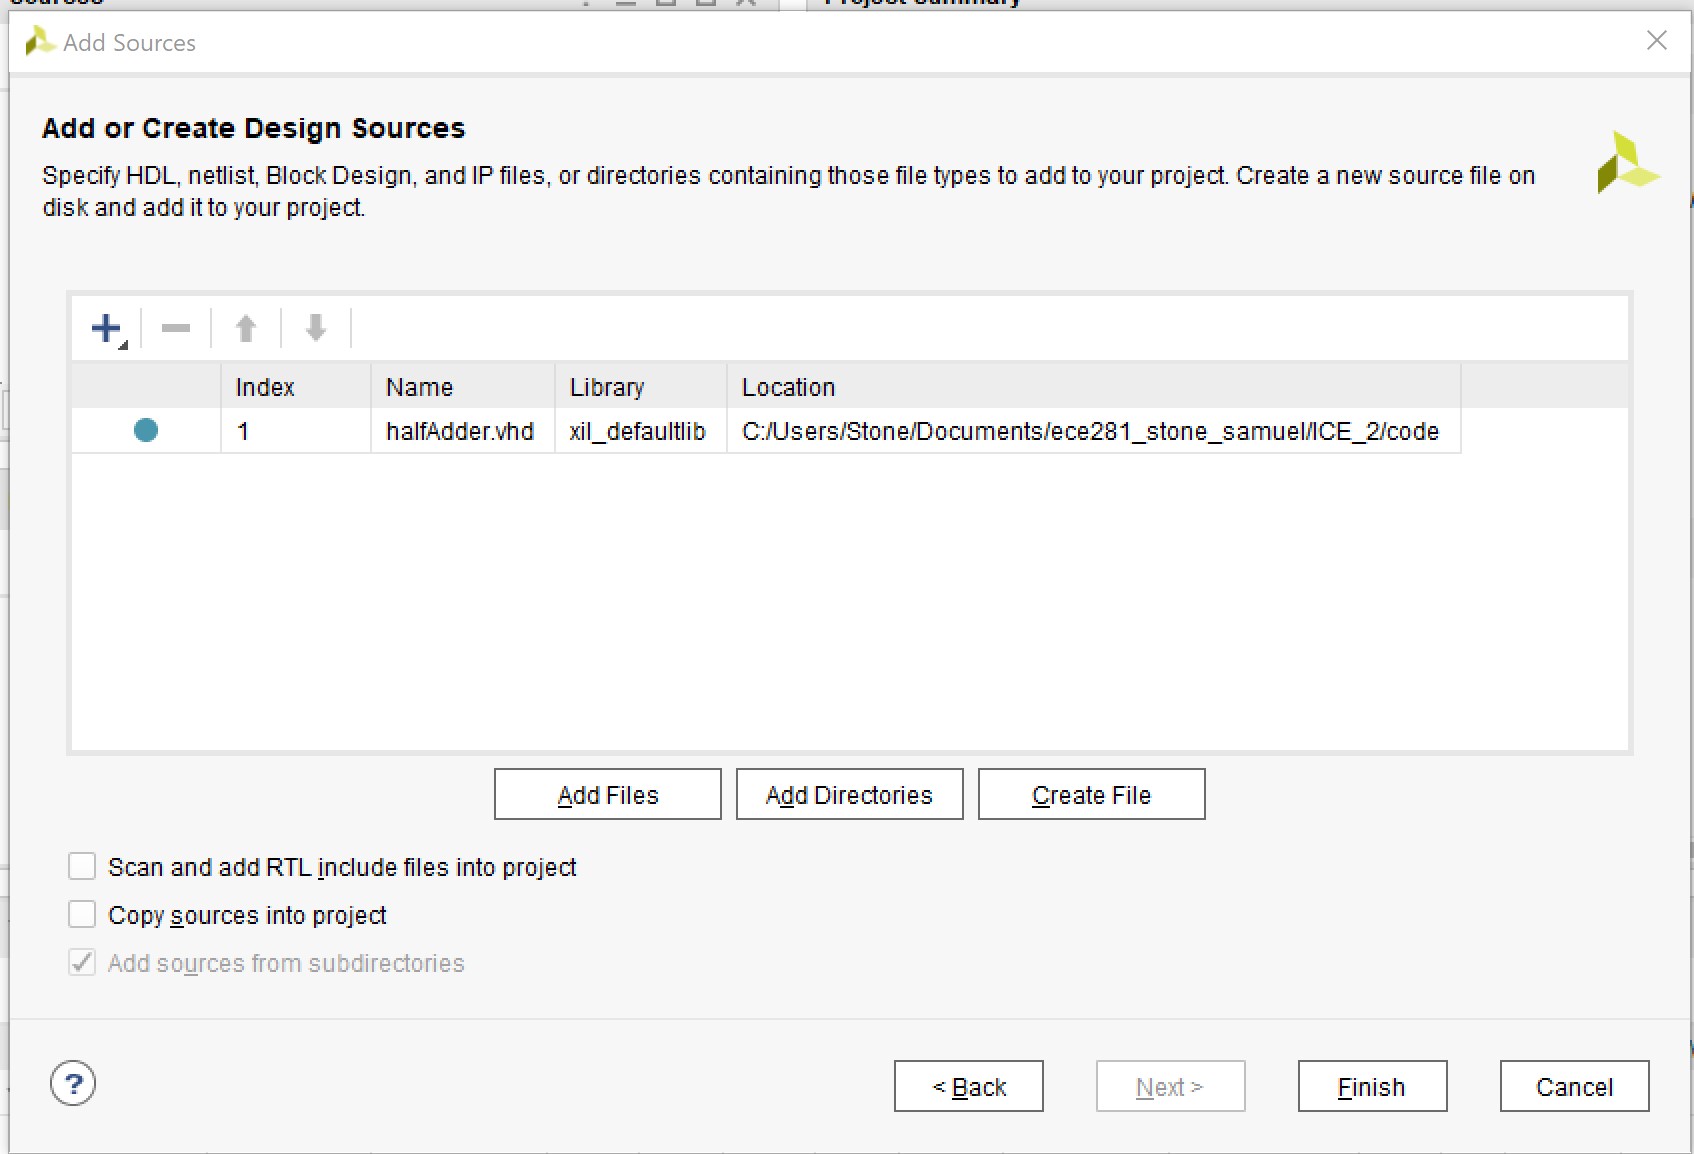 Sources
Project Summary
Add Sources
Add or Create Design Sources
Specify HDL, netlist, Block Design, and IP files, or directories containing those file types to add to your project. Create a new source file on
disk and add it to your project.
Index Name Library Location
1 halfAdder.vhd xil_defaultlib C:/Users/Stone/Documents/ece281_stone_samuel/ICE_2/code
Add Files Add Directories Create File
Scan and add RTL include files into project
Copy sources into project
Add sources from subdirectories
? < Back Next > Finish Cancel